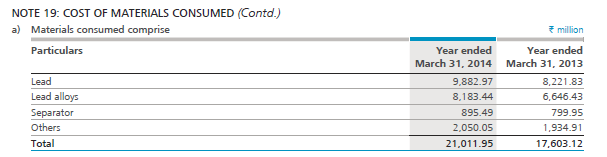 NOTE 19: COST OF MATERIALS CONSUMED (Contd.)
a) Materials consumed comprise ₹ million
Particulars Year ended Year ended
March 31, 2014 March 31, 2013
Lead 9,882.97 8,221.83
Lead alloys 8,183.44 6,646.43
Separator 895.49 799.95
Others 2,050.05 1,934.91
Total 21,011.95 17,603.12